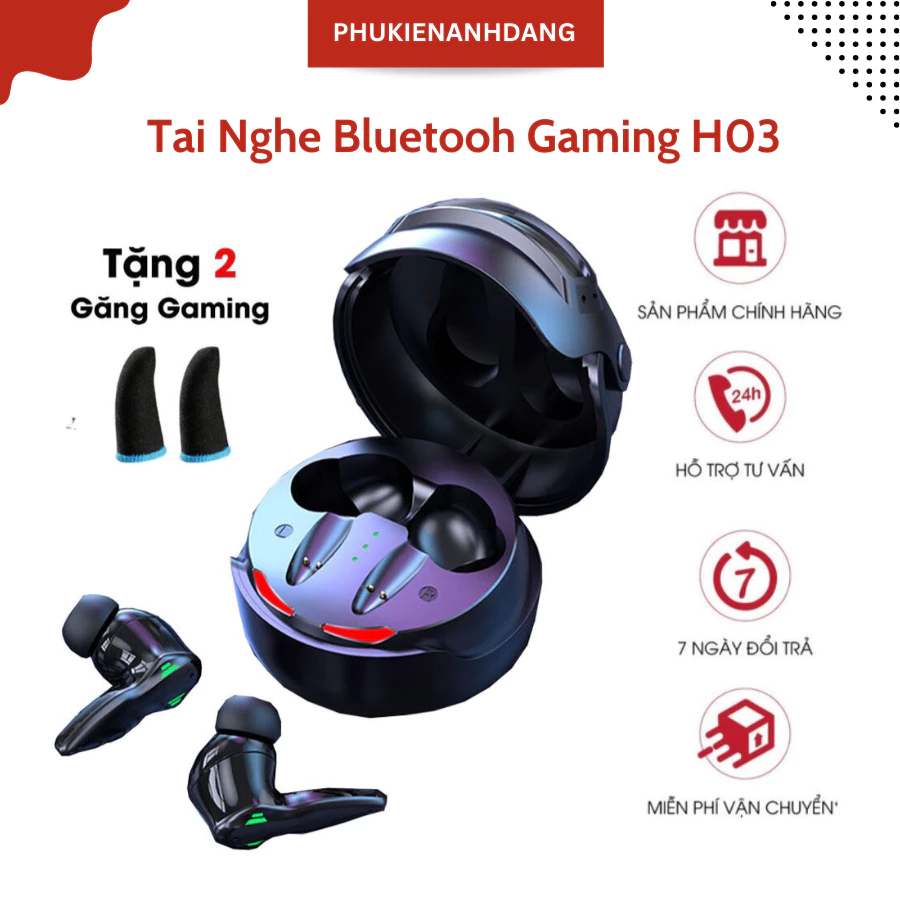 PHUKIENANHDANG
Tai Nghe Bluetooh Gaming H03
Tặng 2
Găng Gaming
SẢN PHẨM CHÍNH HÃNG
24h
HỖ TRỢ TƯ VẤN
7
7 NGÀY ĐỔI TRẢ
MIỄN PHÍ VẬN CHUYỂN'
L
R